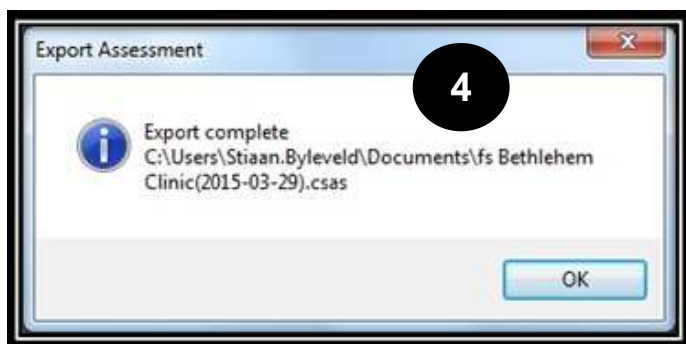 Export Assessment
4
Export complete
C:\Users\Stiaan.Byleveld\Documents\fs Bethlehem
Clinic(2015-03-29).csas
OK